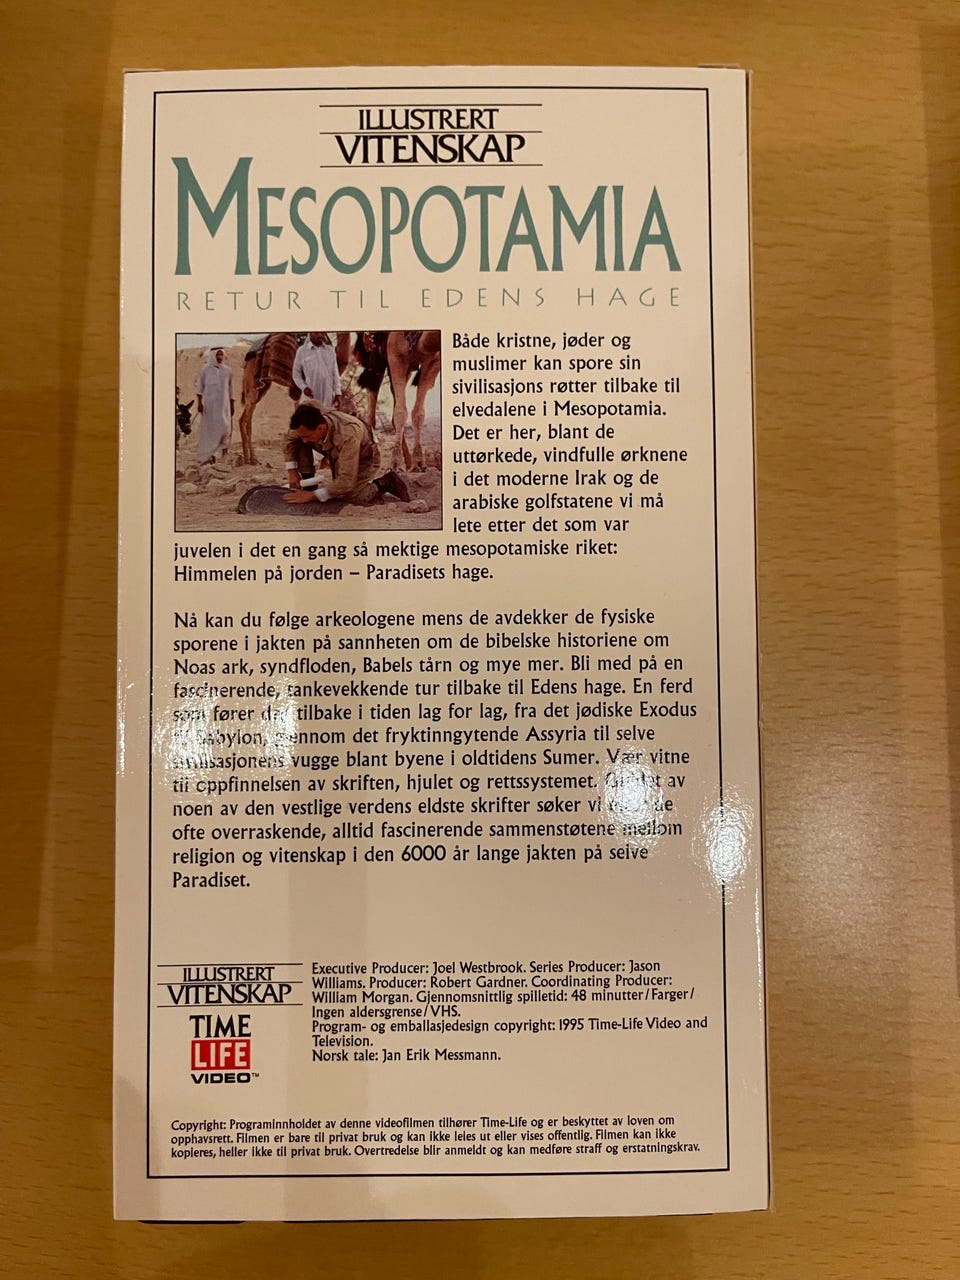 ILLUSTRERT
VITENSKAP
MESOPOTAMIA
RETUR TIL EDENS HAGE
Både kristne, jøder og
muslimer kan spore sin
sivilisasjons røtter tilbake til
elvedalene i Mesopotamia.
Det er her, blant de
uttørkede, vindfulle ørknene
i det moderne Irak og de
arabiske golfstatene vi må
lete etter det som var
juvelen i det en gang så mektige mesopotamiske riket:
Himmelen på jorden – Paradisets hage.
Nå kan du følge arkeologene mens de avdekker de fysiske
sporene i jakten på sannheten om de bibelske historiene om
Noas ark, syndfloden, Babels tårn og mye mer. Bli med på en
fascinerende, tankevekkende tur tilbake til Edens hage. En ferd
som fører deg tilbake i tiden lag for lag, fra det jødiske Exodus
til Babylon, gjennom det fryktinngytende Assyria til selve
sivilisasjonens vugge blant byene i oldtidens Sumer. Vær vitne
til oppfinnelsen av skriften, hjulet og rettssystemet. av
noen av den vestlige verdens eldste skrifter søker vi
ofte overraskende, alltid fascinerende sammenstøtene mellom
religion og vitenskap i den 6000 år lange jakten på selve
Paradiset.
ILLUSTRERT
VITENSKAP
TIME
LIFE
VIDEO™
Executive Producer: Joel Westbrook. Series Producer: Jason
Williams. Producer: Robert Gardner. Coordinating Producer:
William Morgan. Gjennomsnittlig spilletid: 48 minutter/Farger/
Ingen aldersgrense/VHS.
Program- og emballasjedesign copyright: 1995 Time-Life Video and
Television.
Norsk tale: Jan Erik Messmann.
Copyright: Programinnholdet av denne videofilmen tilhører Time-Life og er beskyttet av loven om
opphavsrett. Filmen er bare til privat bruk og kan ikke leies ut eller vises offentlig. Filmen kan ikke
kopieres, heller ikke til privat bruk. Overtredelse blir anmeldt og kan medføre straff og erstatningskrav.